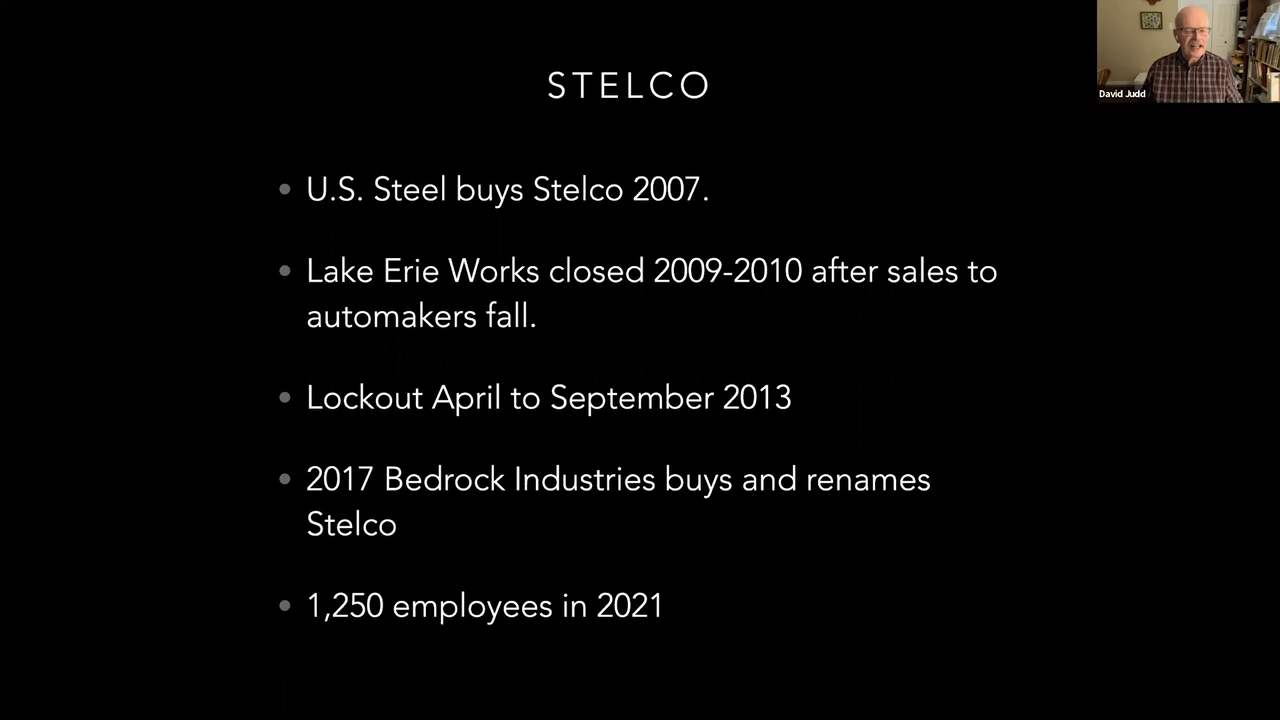 STELCO
David Judd
• U.S. Steel buys Stelco 2007.
• Lake Erie Works closed 2009-2010 after sales to
automakers fall.
• Lockout April to September 2013
• 2017 Bedrock Industries buys and renames
Stelco
• 1,250 employees in 2021